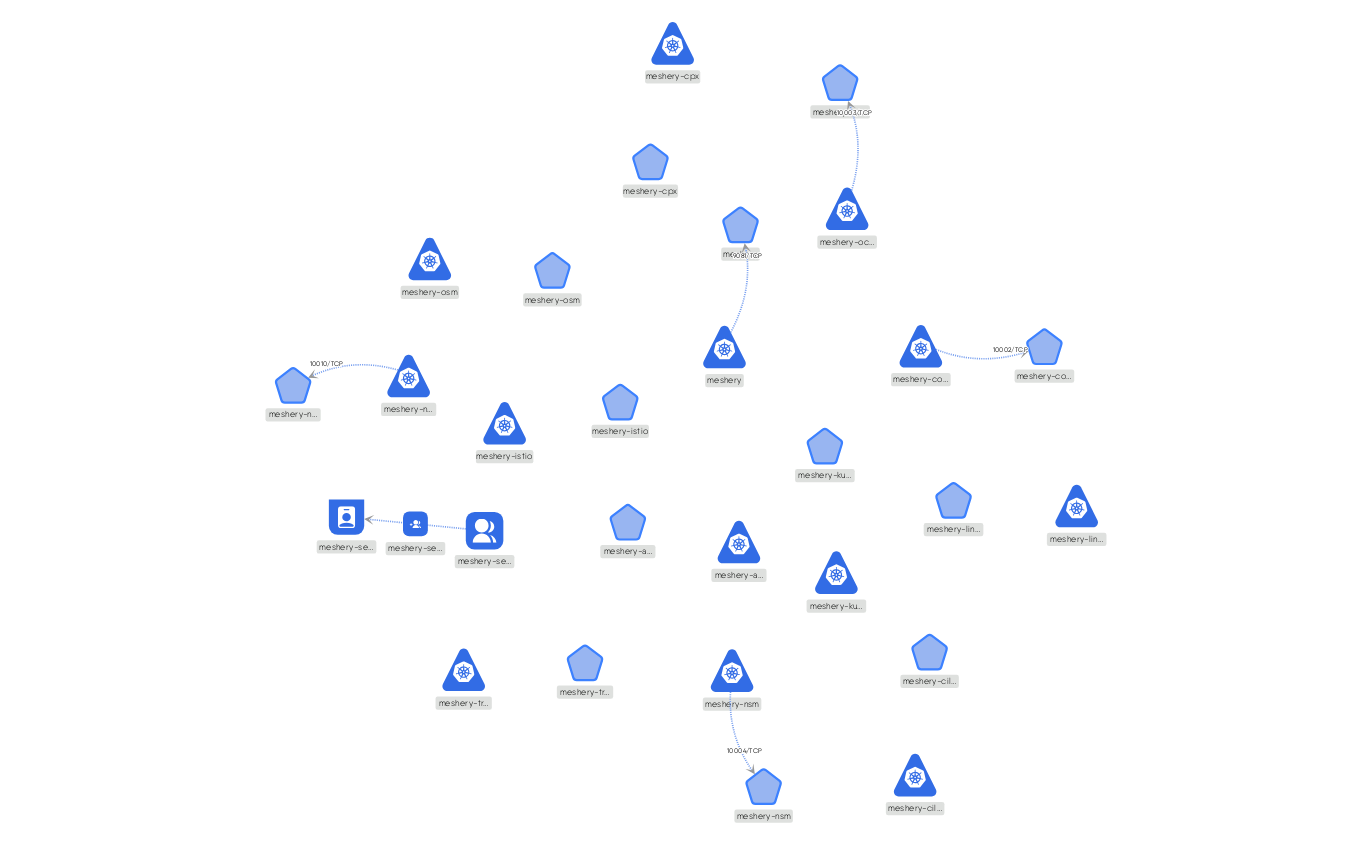 meshery-cpx
10003/TCP
meshery-cpx
meshery-oc...
9081/TCP
meshery-osm
meshery-osm
10010/TCP
10002/TCP
meshery
meshery-co...
meshery-co...
meshery-n...
meshery-n...
meshery-istio
meshery-istio
meshery-ku...
meshery-lin...
meshery-lin...
meshery-se...
meshery-se...
meshery-se...
meshery-a...
meshery-a...
meshery-ku...
meshery-cil...
meshery-tr...
meshery-tr...
meshery-nsm
10004/TCP
meshery-cil...
meshery-nsm